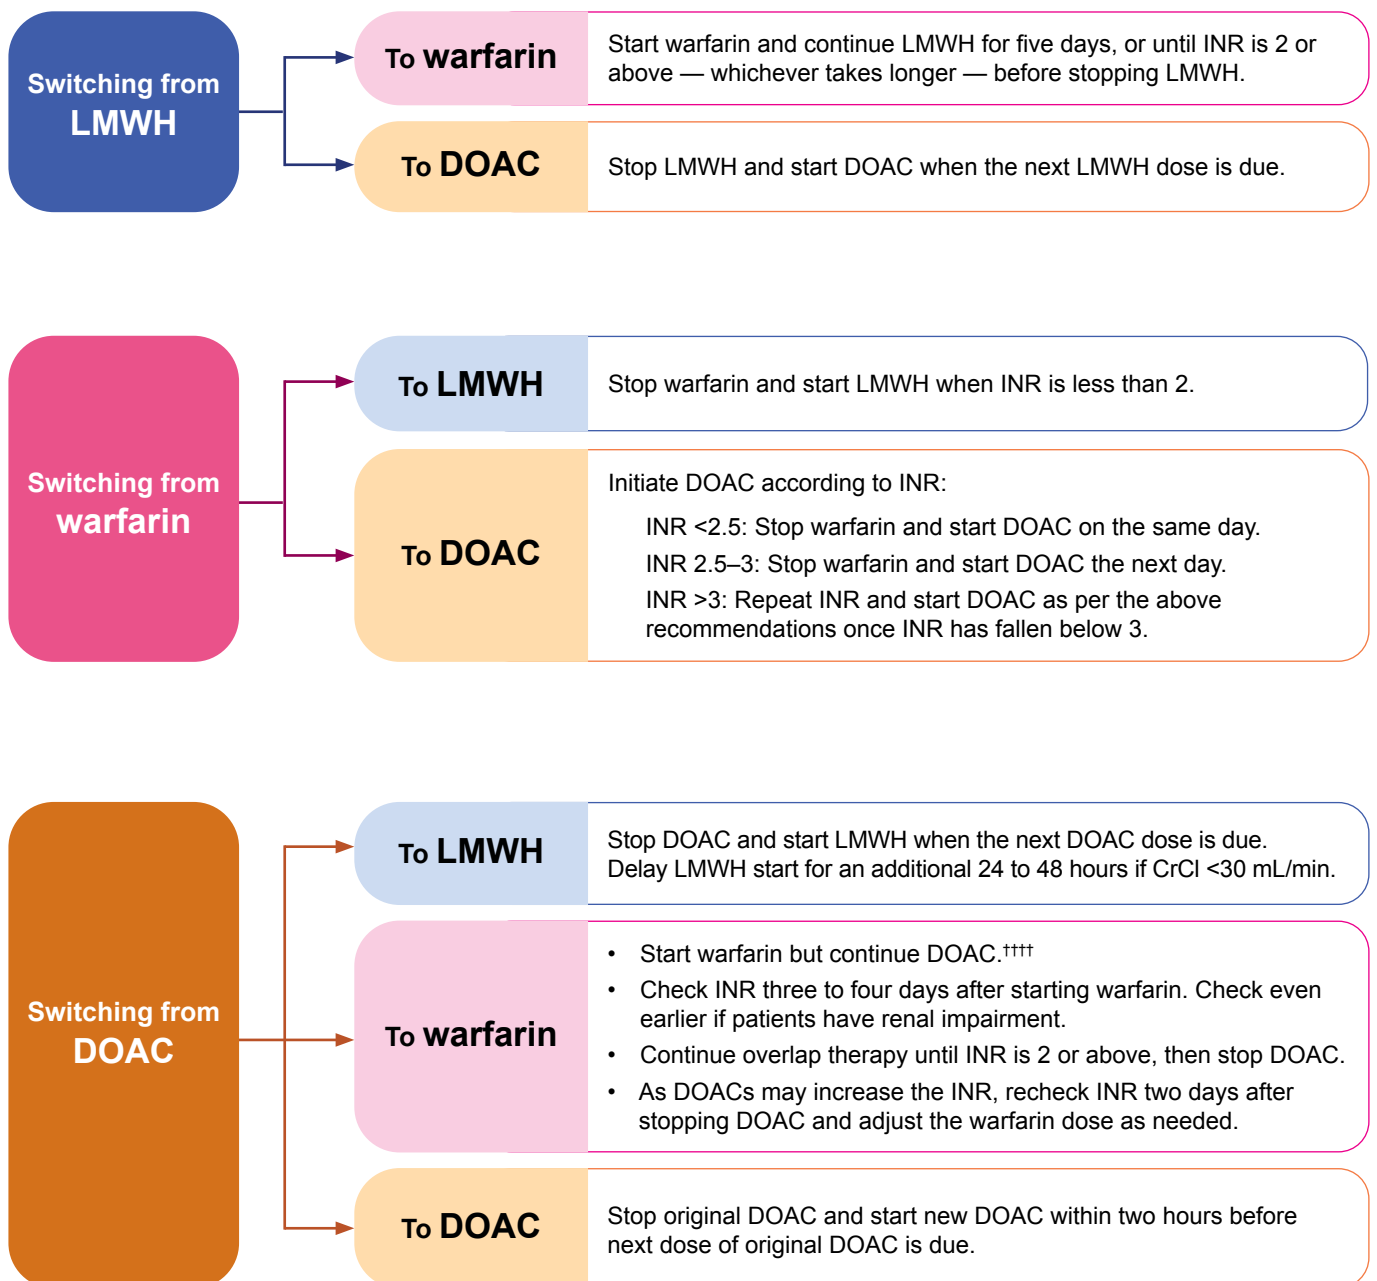 Switching from
LMWH
To warfarin
Start warfarin and continue LMWH for five days, or until INR is 2 or
above — whichever takes longer — before stopping LMWH.
To DOAC
Stop LMWH and start DOAC when the next LMWH dose is due.
Switching from
warfarin
To LMWH
Stop warfarin and start LMWH when INR is less than 2.
To DOAC
Initiate DOAC according to INR:
INR <2.5: Stop warfarin and start DOAC on the same day.
INR 2.5–3: Stop warfarin and start DOAC the next day.
INR >3: Repeat INR and start DOAC as per the above
recommendations once INR has fallen below 3.
Switching from
DOAC
To LMWH
Stop DOAC and start LMWH when the next DOAC dose is due.
Delay LMWH start for an additional 24 to 48 hours if CrCl <30 mL/min.
To warfarin
• Start warfarin but continue DOAC.††††
• Check INR three to four days after starting warfarin. Check even
earlier if patients have renal impairment.
• Continue overlap therapy until INR is 2 or above, then stop DOAC.
• As DOACs may increase the INR, recheck INR two days after
stopping DOAC and adjust the warfarin dose as needed.
To DOAC
Stop original DOAC and start new DOAC within two hours before
next dose of original DOAC is due.